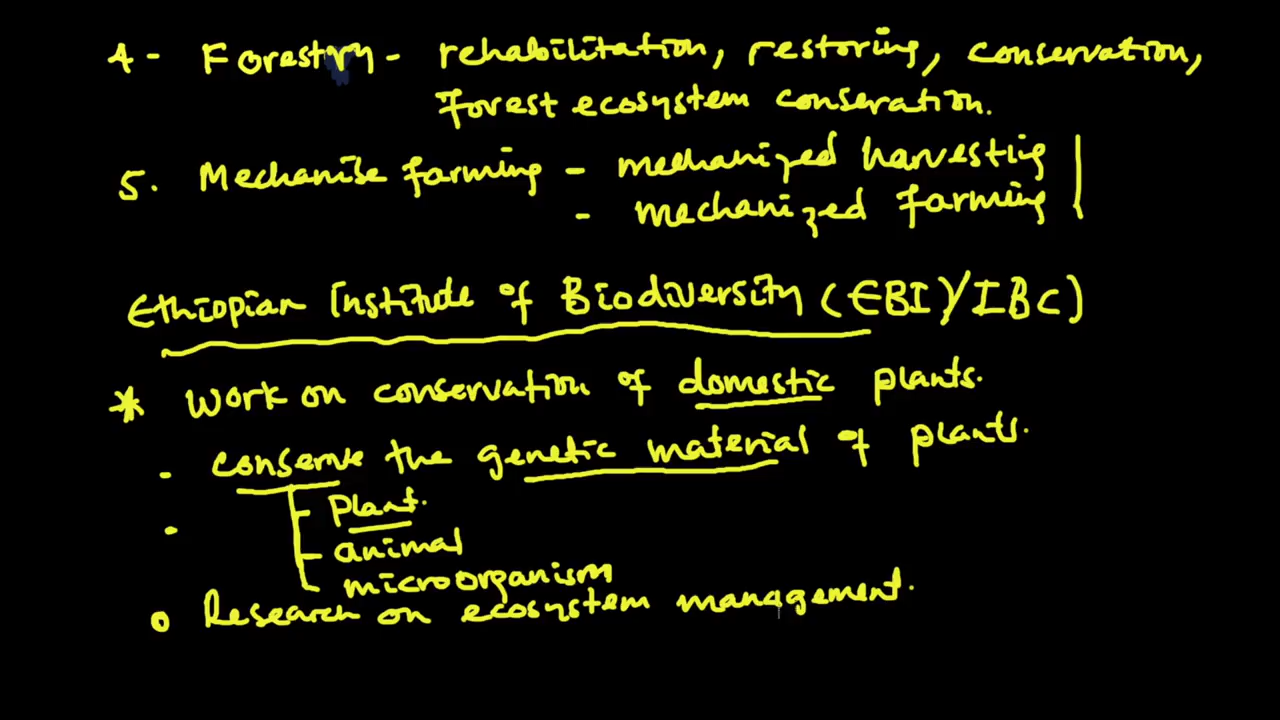 4 - Forestry - rehabilitation, restoring, conservation,
forest ecosystem conseration.
5. Mechanise farming - mechanized harvesting
- mechanized farming
Ethiopian Institute of Biodiversity (EBI)/IBC)
* Work on conservation of domestic plants.
- conserve the genetic material of plants.
- plant.
- animal
- microorganism
o Research on ecosystem management.